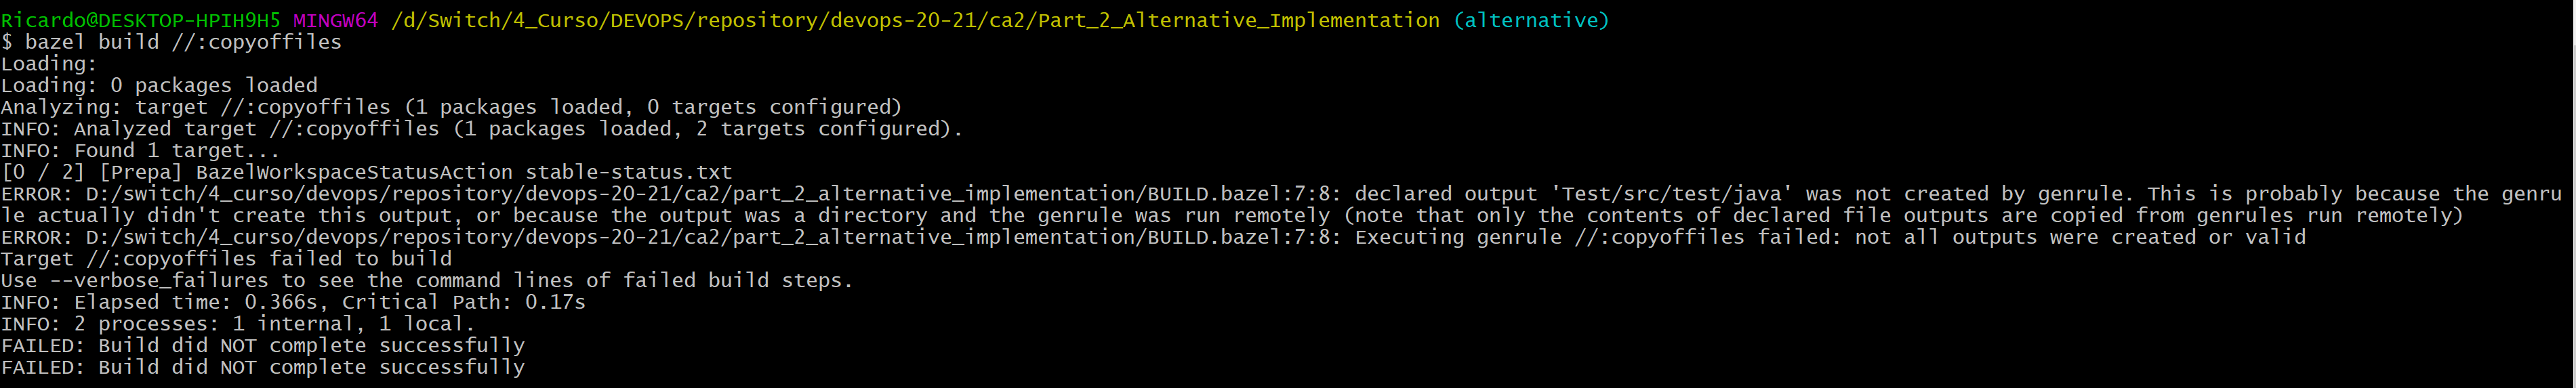 Ricardo@DESKTOP-HPIH9H5 MINGW64 /d/Switch/4_Curso/DEVOPS/repository/devops-20-21/ca2/Part_2_Alternative_Implementation (alternative)
$ bazel build //:copyoffiles
Loading:
Loading: 0 packages loaded
Analyzing: target //:copyoffiles (1 packages loaded, 0 targets configured)
INFO: Analyzed target //:copyoffiles (1 packages loaded, 2 targets configured).
INFO: Found 1 target...
[0 / 2] [Prepa] BazelWorkspaceStatusAction stable-status.txt
ERROR: D:/switch/4_curso/devops/repository/devops-20-21/ca2/part_2_alternative_implementation/BUILD.bazel:7:8: declared output 'Test/src/test/java' was not created by genrule. This is probably because the genru
le actually didn't create this output, or because the output was a directory and the genrule was run remotely (note that only the contents of declared file outputs are copied from genrules run remotely)
ERROR: D:/switch/4_curso/devops/repository/devops-20-21/ca2/part_2_alternative_implementation/BUILD.bazel:7:8: Executing genrule //:copyoffiles failed: not all outputs were created or valid
Target //:copyoffiles failed to build
Use --verbose_failures to see the command lines of failed build steps.
INFO: Elapsed time: 0.366s, Critical Path: 0.17s
INFO: 2 processes: 1 internal, 1 local.
FAILED: Build did NOT complete successfully
FAILED: Build did NOT complete successfully